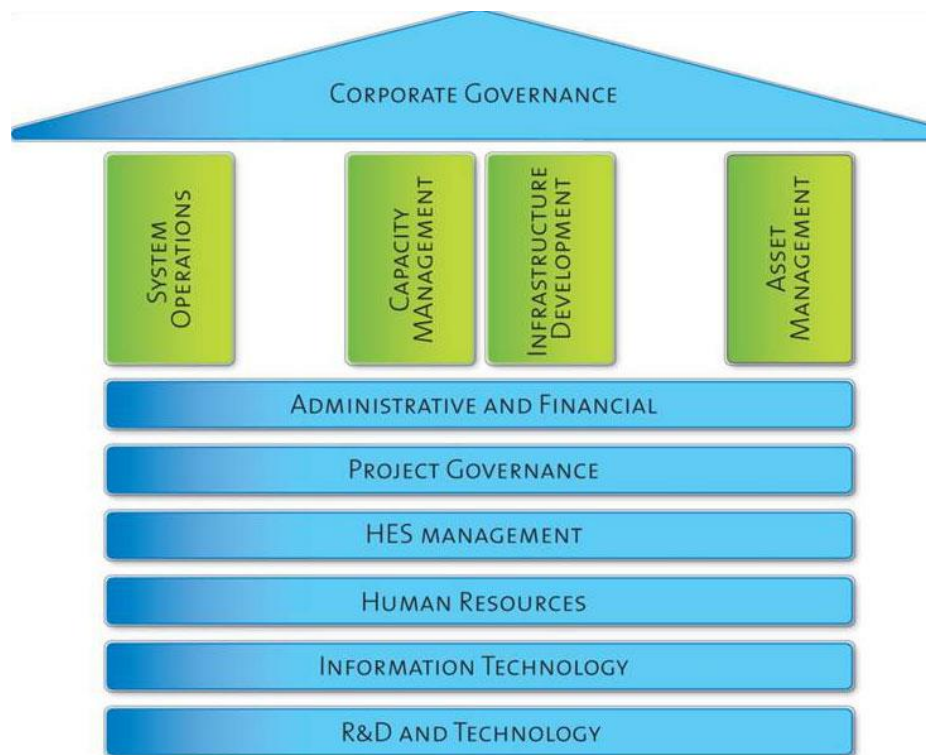 Corporate Governance
System
Operations
Capacity
MAnagement
Infrastructure
Development
Asset
Management
Administrative and Financial
Project Governance
HES management
Human Resources
Information Technology
R&D and Technology